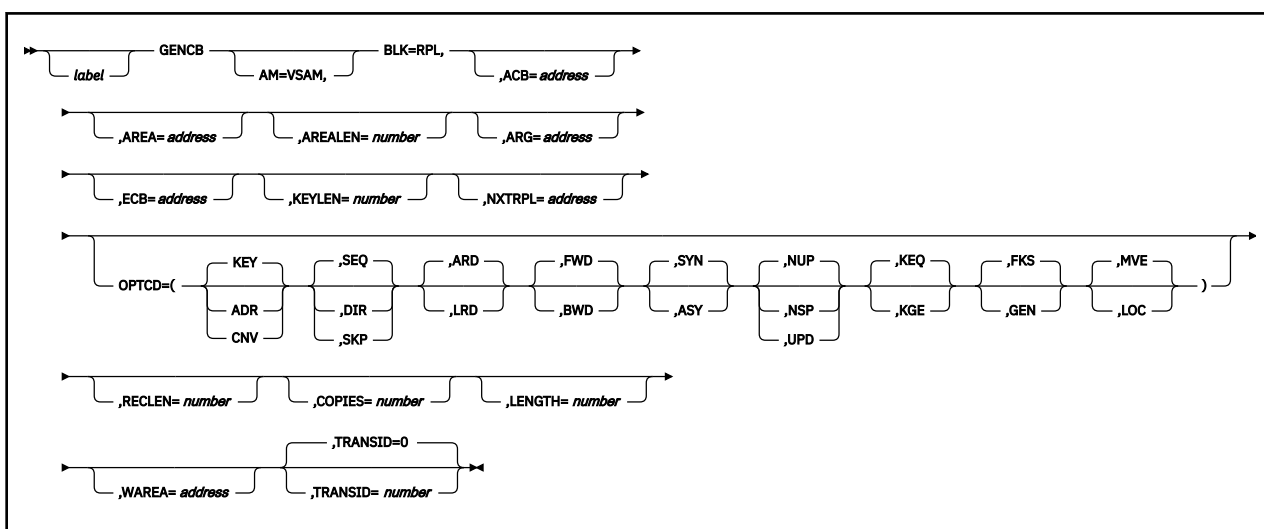 GENCB BLK=RPL,
label AM=VSAM, ,ACB= address
,AREA= address ,AREALEN= number ,ARG= address
,ECB= address ,KEYLEN= number ,NXTRPL= address
KEY ,SEQ ,ARD ,FWD ,SYN ,NUP ,KEQ ,FKS ,MVE
OPTCD=( ADR ,DIR ,LRD ,BWD ,ASY ,NSP ,KGE ,GEN ,LOC )
CNV ,SKP ,UPD
,RECLEN= number ,COPIES= number ,LENGTH= number
,TRANSID=0
,WAREA= address ,TRANSID= number